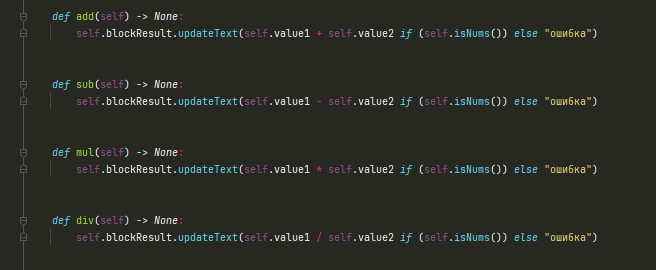 def add(self) -> None:
self.blockResult.updateText(self.value1 + self.value2 if (self.isNums()) else "ошибка")
def sub(self) -> None:
self.blockResult.updateText(self.value1 - self.value2 if (self.isNums()) else "ошибка")
def mul(self) -> None:
self.blockResult.updateText(self.value1 * self.value2 if (self.isNums()) else "ошибка")
def div(self) -> None:
self.blockResult.updateText(self.value1 / self.value2 if (self.isNums()) else "ошибка")